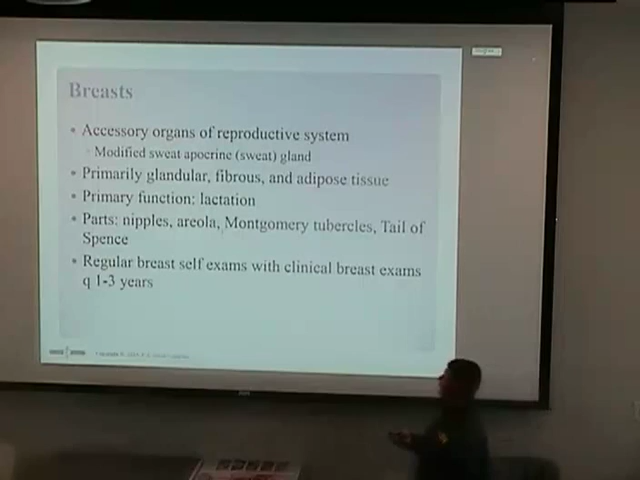 Breasts
• Accessory organs of reproductive system
◦ Modified sweat apocrine (sweat) gland
• Primarily glandular, fibrous, and adipose tissue
• Primary function: lactation
• Parts: nipples, areola, Montgomery tubercles, Tail of
Spence
• Regular breast self exams with clinical breast exams
q 1-3 years